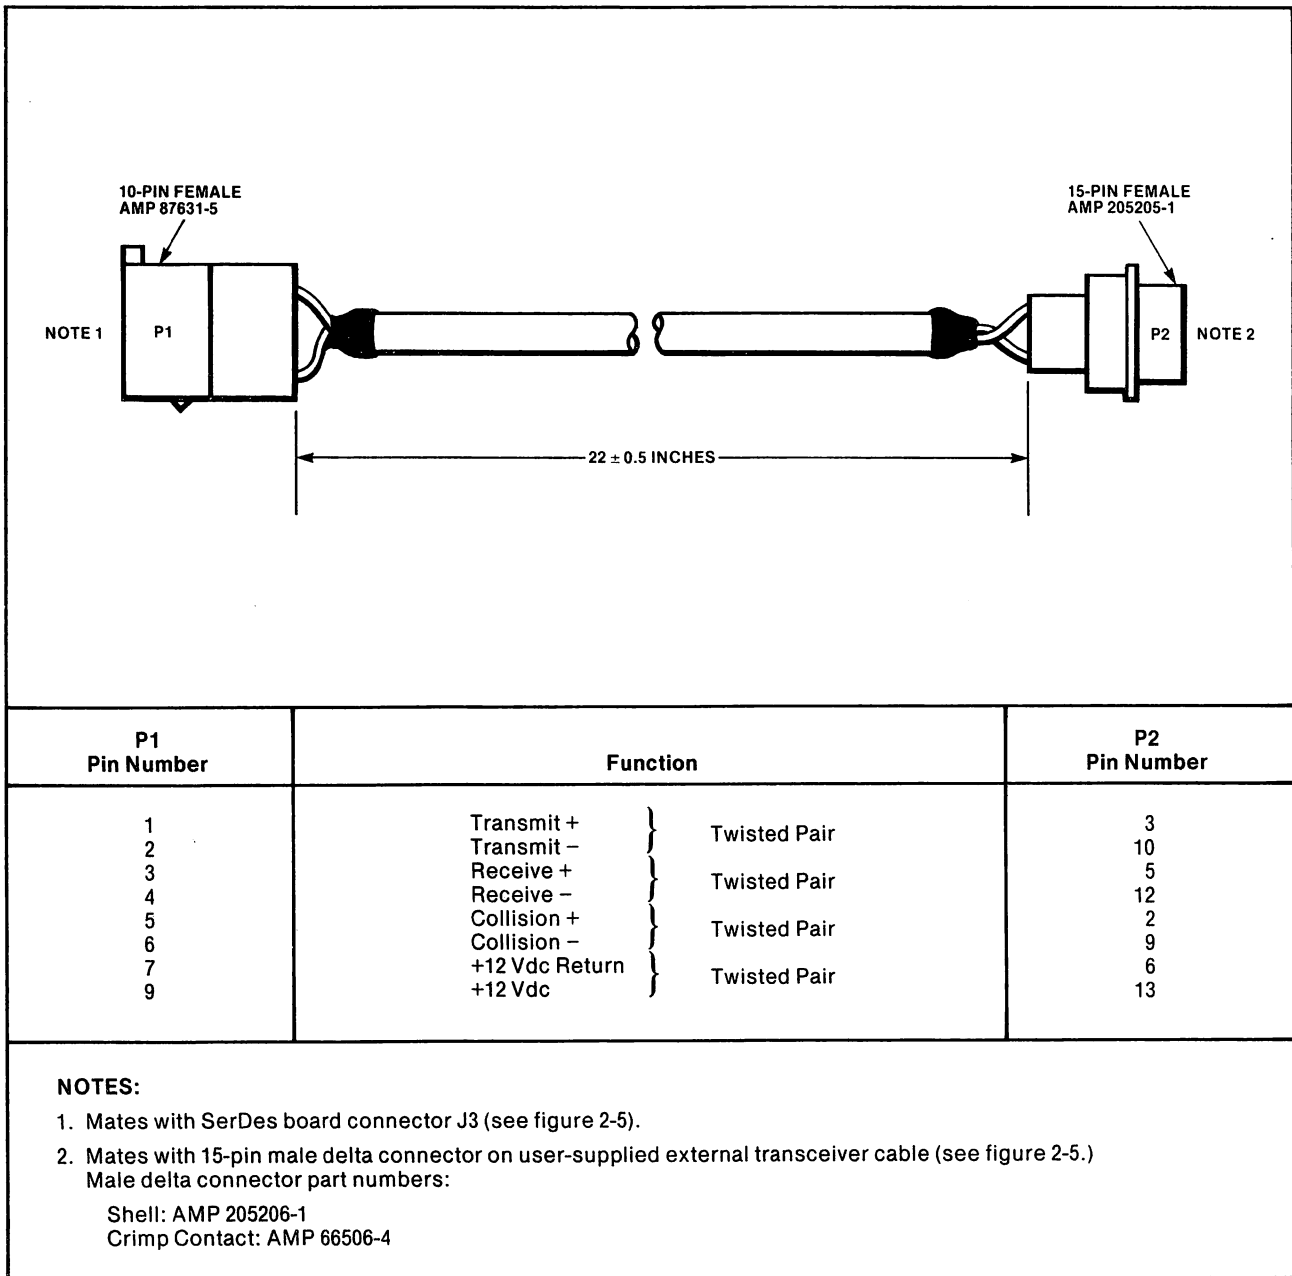 10-PIN FEMALE
AMP 87631-5
15-PIN FEMALE
AMP 205205-1
NOTE 1
P1
P2
NOTE 2
22 ± 0.5 INCHES
P1
Pin Number
Function
P2
Pin Number
1 Transmit + 3
Twisted Pair
2 Transmit − 10
3 Receive + 5
Twisted Pair
4 Receive − 12
5 Collision + 2
Twisted Pair
6 Collision − 9
7 +12 Vdc Return 6
Twisted Pair
9 +12 Vdc 13
NOTES:
1. Mates with SerDes board connector J3 (see figure 2-5).
2. Mates with 15-pin male delta connector on user-supplied external transceiver cable (see figure 2-5.)
Male delta connector part numbers:
Shell: AMP 205206-1
Crimp Contact: AMP 66506-4